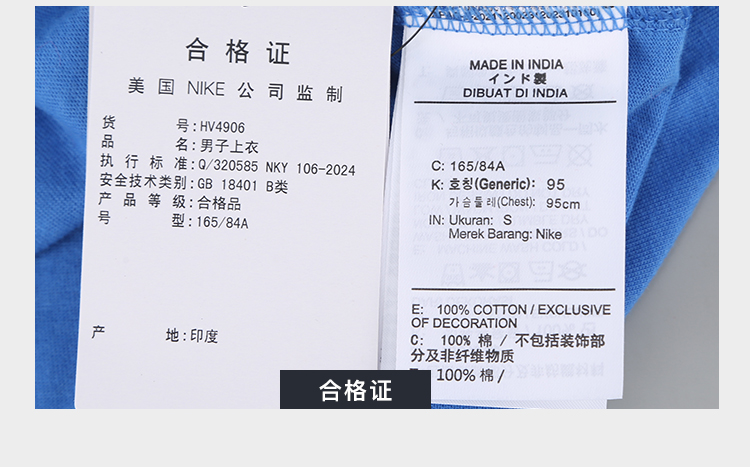 合格证
美国 NIKE 公司监制
货号:HV4906
品名:男子上衣
执行标准:Q/320585 NKY 106-2024
安全技术类别:GB 18401 B类
产品等级:合格品
号型:165/84A
产地:印度
MADE IN INDIA
インド製
DIBUAT DI INDIA
C: 165/84A
K: 호칭(Generic): 95
가슴둘레(Chest): 95cm
IN: Ukuran: S
Merek Barang: Nike
E: 100% COTTON / EXCLUSIVE
OF DECORATION
C: 100% 棉 / 不包括装饰部
分及非纤维物质
100% 棉 /
合格证